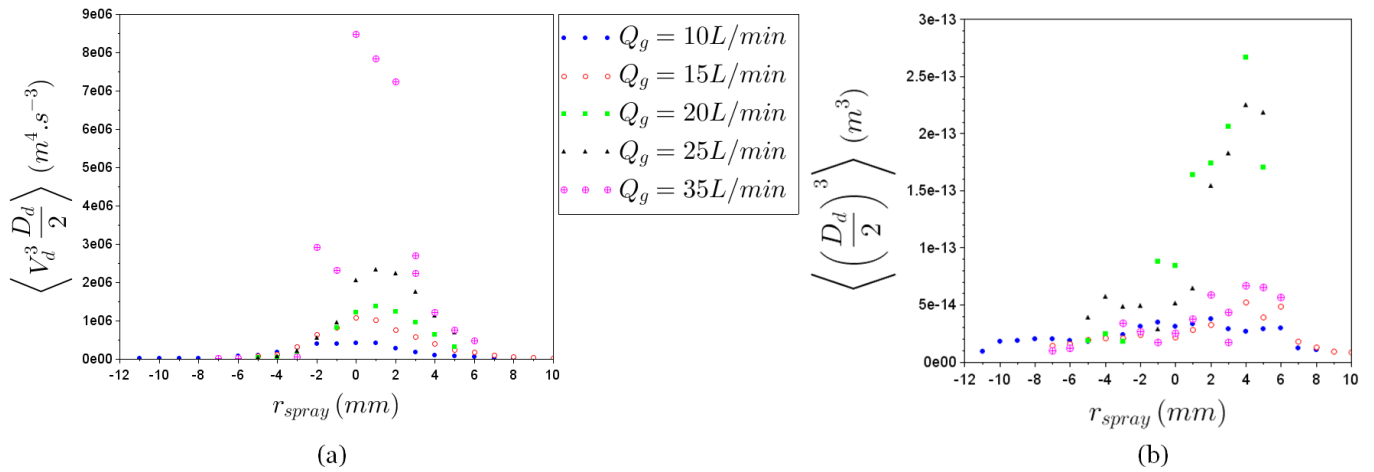 9e06
8e06
7e06
6e06
5e06
4e06
3e06
2e06
1e06
0e00
-12 -10 -8 -6 -4 -2 0 2 4 6 8 10
⟨V_d^3 D_d/2⟩ (m^4.s^{-3})
r_{spray} (mm)
(a)
Q_g = 10L/min
Q_g = 15L/min
Q_g = 20L/min
Q_g = 25L/min
Q_g = 35L/min
3e-13
2.5e-13
2e-13
1.5e-13
1e-13
5e-14
0e00
-12 -10 -8 -6 -4 -2 0 2 4 6 8 10
⟨(D_d/2)^3⟩ (m^3)
r_{spray} (mm)
(b)